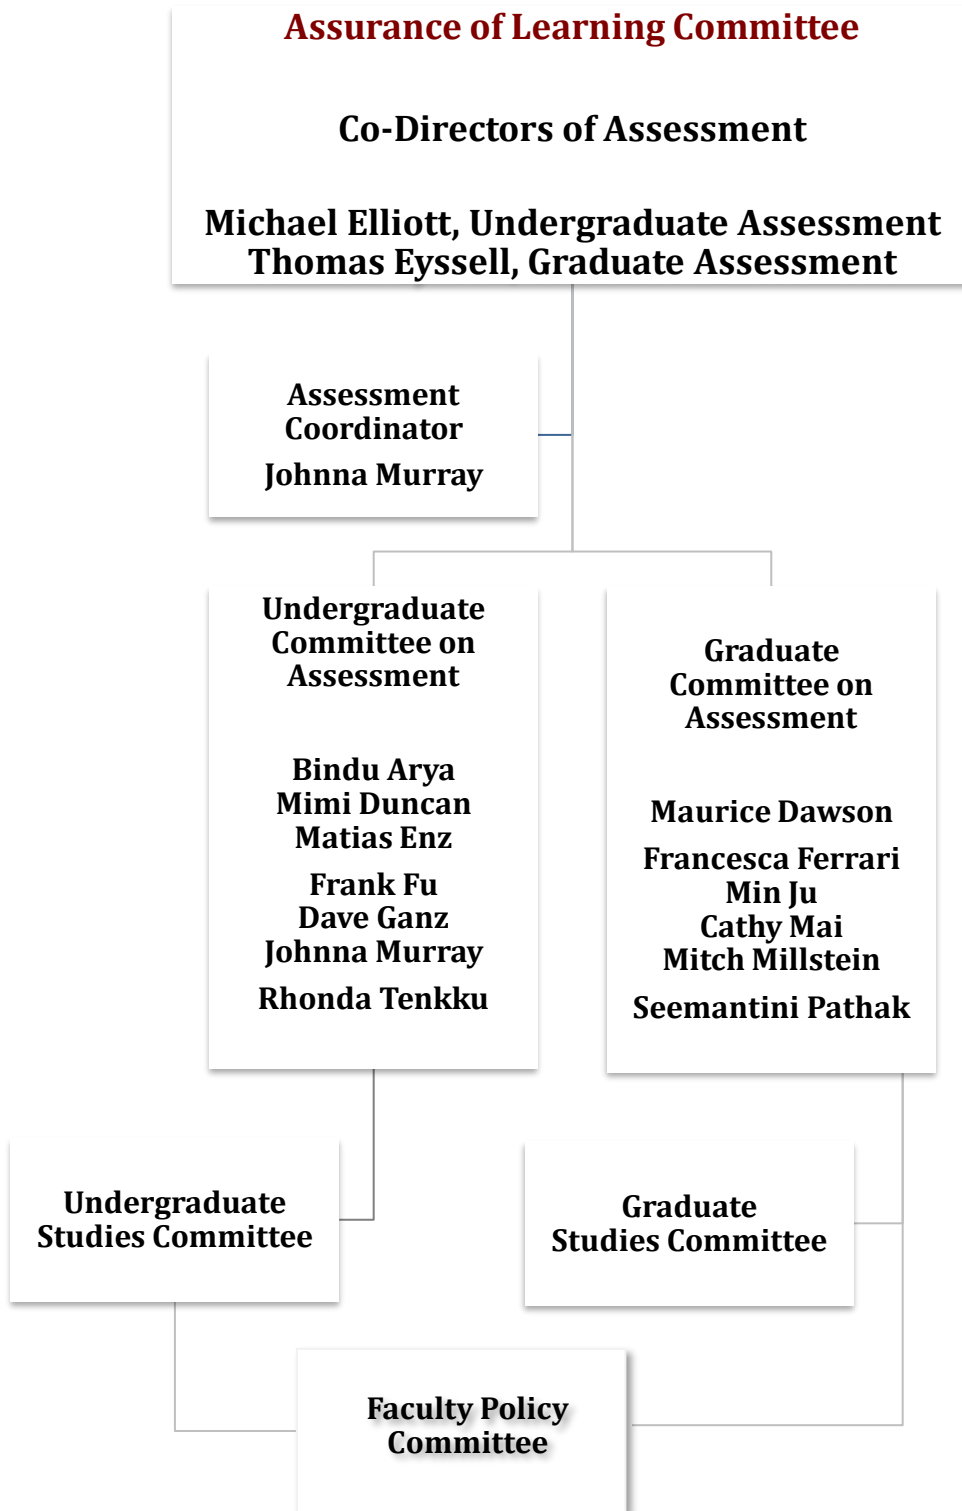 Assurance of Learning Committee
Co-Directors of Assessment
Michael Elliott, Undergraduate Assessment
Thomas Eyssell, Graduate Assessment
Assessment
Coordinator
Johnna Murray
Undergraduate
Committee on
Assessment
Bindu Arya
Mimi Duncan
Matias Enz
Frank Fu
Dave Ganz
Johnna Murray
Rhonda Tenkku
Graduate
Committee on
Assessment
Maurice Dawson
Francesca Ferrari
Min Ju
Cathy Mai
Mitch Millstein
Seemantini Pathak
Undergraduate
Studies Committee
Graduate
Studies Committee
Faculty Policy
Committee